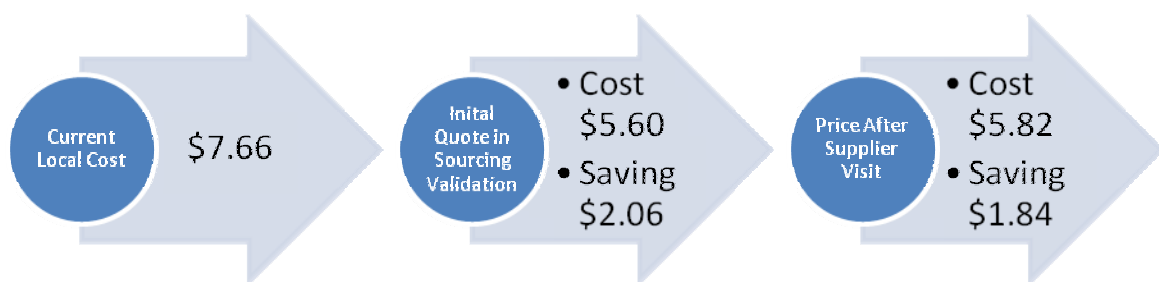 Current
Local Cost
$7.66
Inital
Quote in
Sourcing
Validation
• Cost
$5.60
• Saving
$2.06
Price After
Supplier
Visit
• Cost
$5.82
• Saving
$1.84